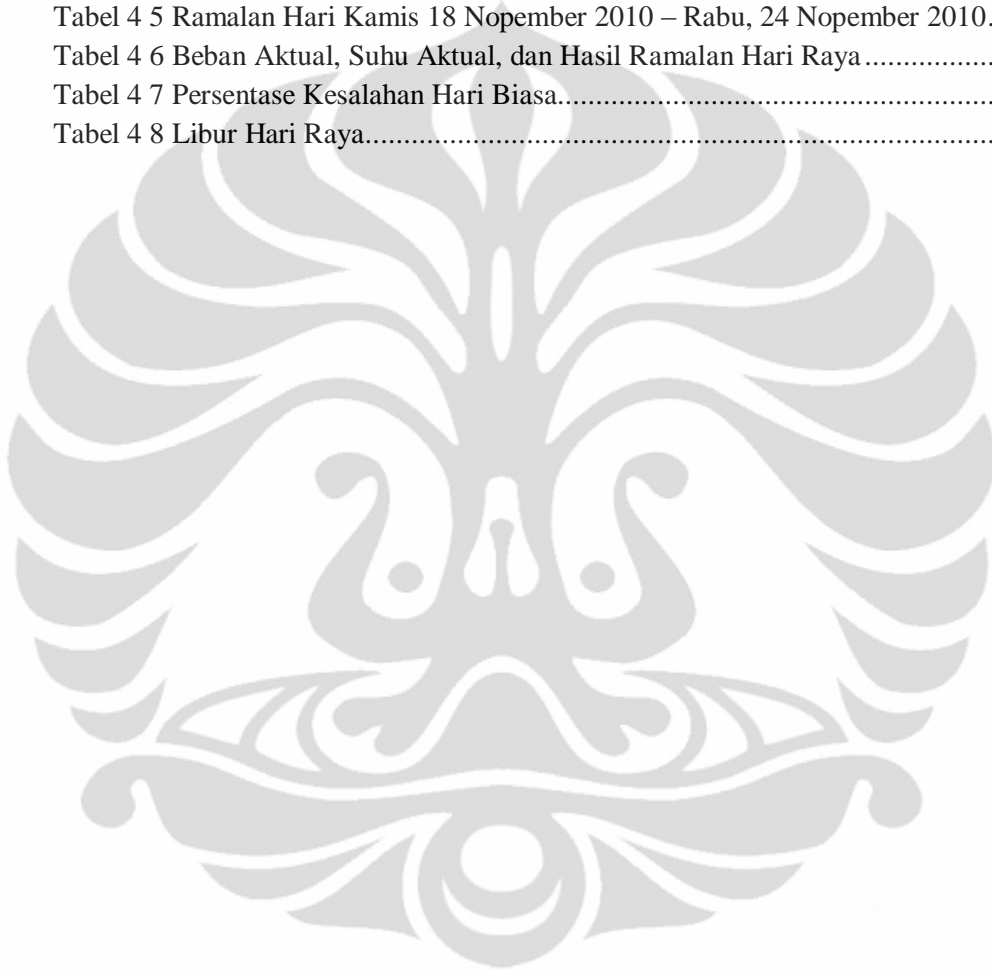 Tabel 4 5 Ramalan Hari Kamis 18 Nopember 2010 – Rabu, 24 Nopember 2010.
Tabel 4 6 Beban Aktual, Suhu Aktual, dan Hasil Ramalan Hari Raya................
Tabel 4 7 Persentase Kesalahan Hari Biasa.........................................................
Tabel 4 8 Libur Hari Raya...................................................................................